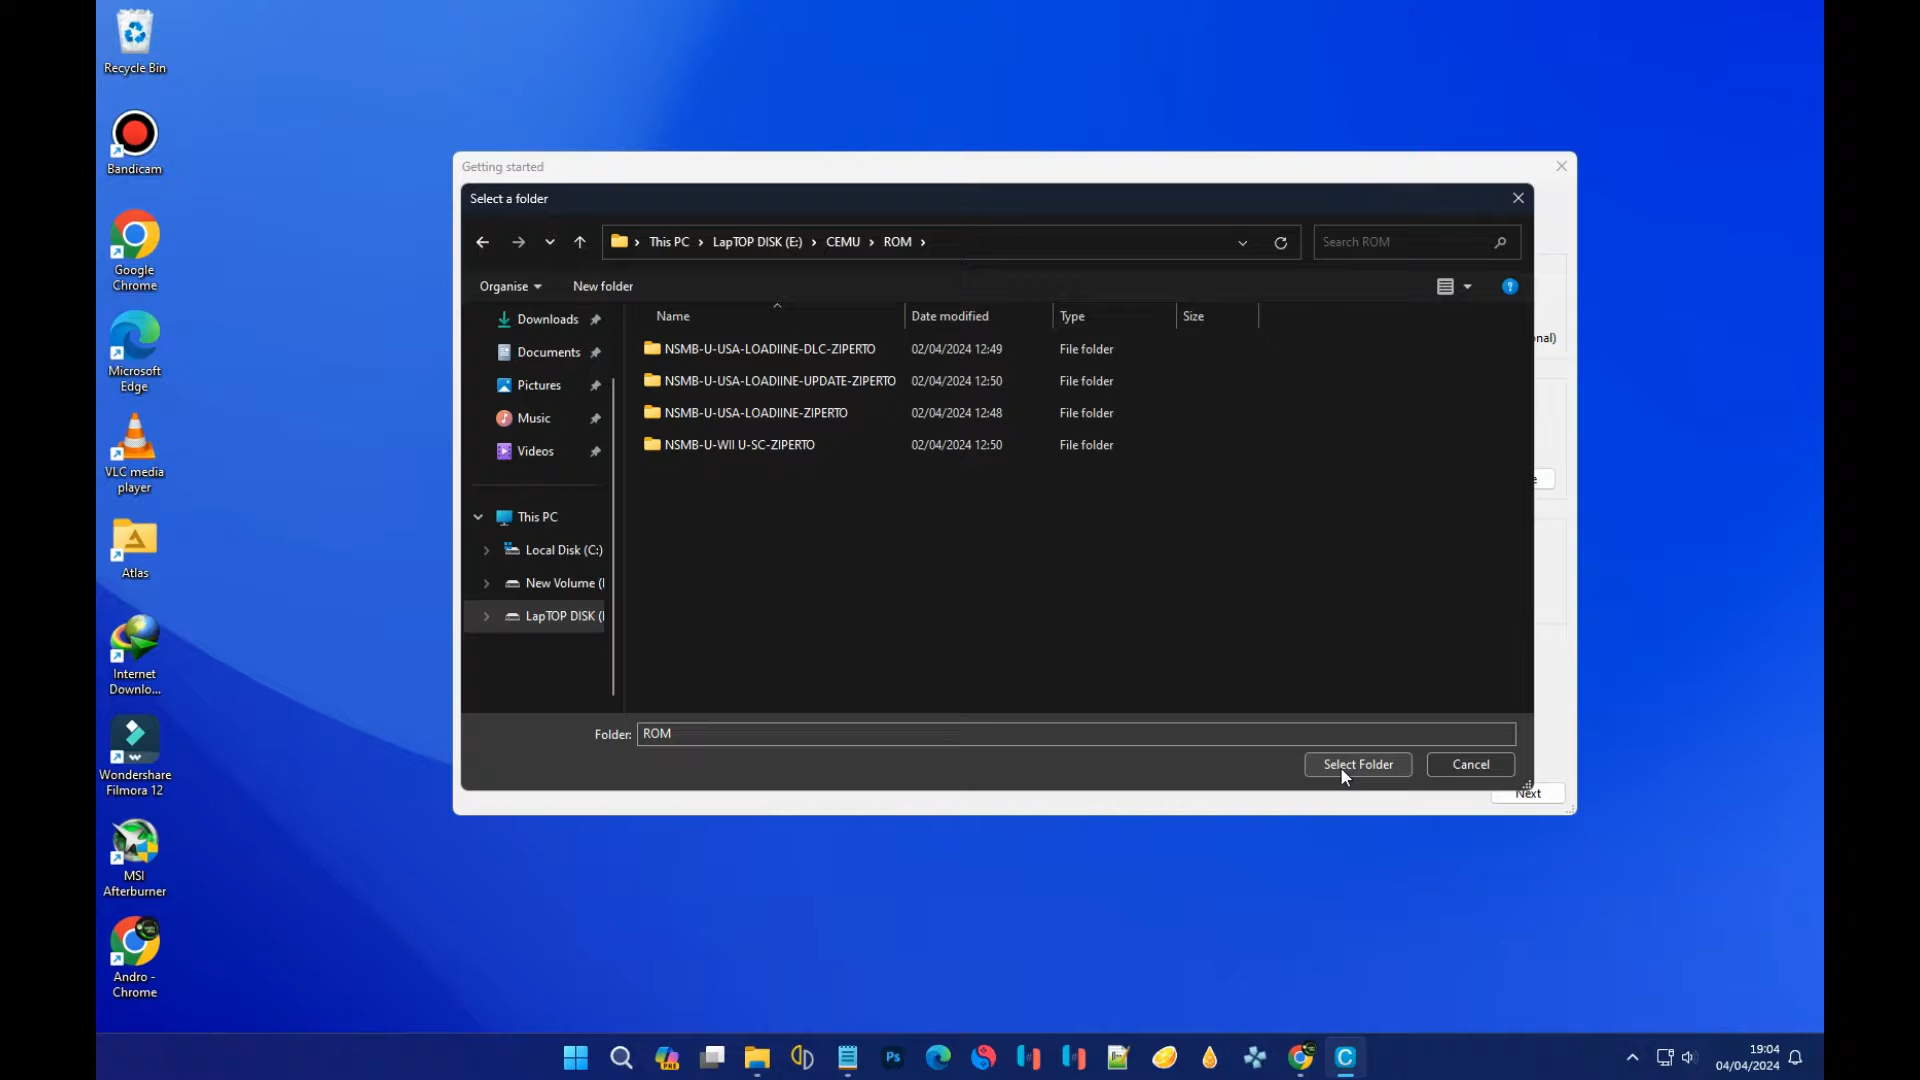 Recycle Bin
Bandicam
Google
Chrome
Microsoft
Edge
VLC media
player
Atlas
Internet
Downlo...
Wondershare
Filmora 12
MSI
Afterburner
Andro -
Chrome
Getting started
Select a folder
This PC > LapTOP DISK (E:) > CEMU > ROM >
Search ROM
Organise
New folder
Name
Date modified
Type
Size
NSMB-U-USA-LOADIINE-DLC-ZIPERTO 02/04/2024 12:49 File folder
NSMB-U-USA-LOADIINE-UPDATE-ZIPERTO 02/04/2024 12:50 File folder
NSMB-U-USA-LOADIINE-ZIPERTO 02/04/2024 12:48 File folder
NSMB-U-WII U-SC-ZIPERTO 02/04/2024 12:50 File folder
Downloads
Documents
Pictures
Music
Videos
This PC
Local Disk (C:)
New Volume (
LapTOP DISK (
onal)
e
Folder: ROM
Select Folder
Cancel
Next
PRE
Ps
C
19:04
04/04/2024